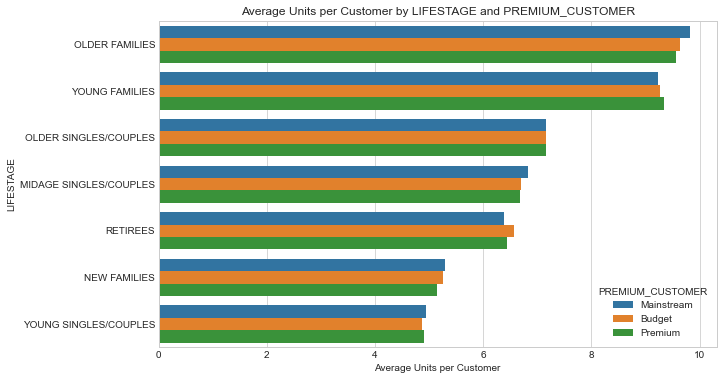 Average Units per Customer by LIFESTAGE and PREMIUM_CUSTOMER
LIFESTAGE
OLDER FAMILIES
YOUNG FAMILIES
OLDER SINGLES/COUPLES
MIDAGE SINGLES/COUPLES
RETIREES
NEW FAMILIES
YOUNG SINGLES/COUPLES
PREMIUM_CUSTOMER
Mainstream
Budget
Premium
0 2 4 6 8 10
Average Units per Customer